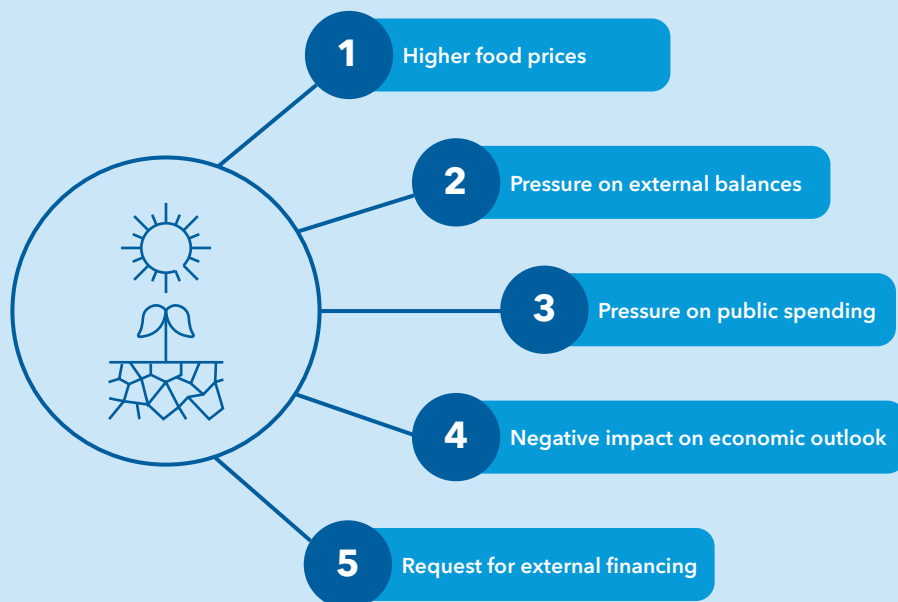 1 Higher food prices
2 Pressure on external balances
3 Pressure on public spending
4 Negative impact on economic outlook
5 Request for external financing